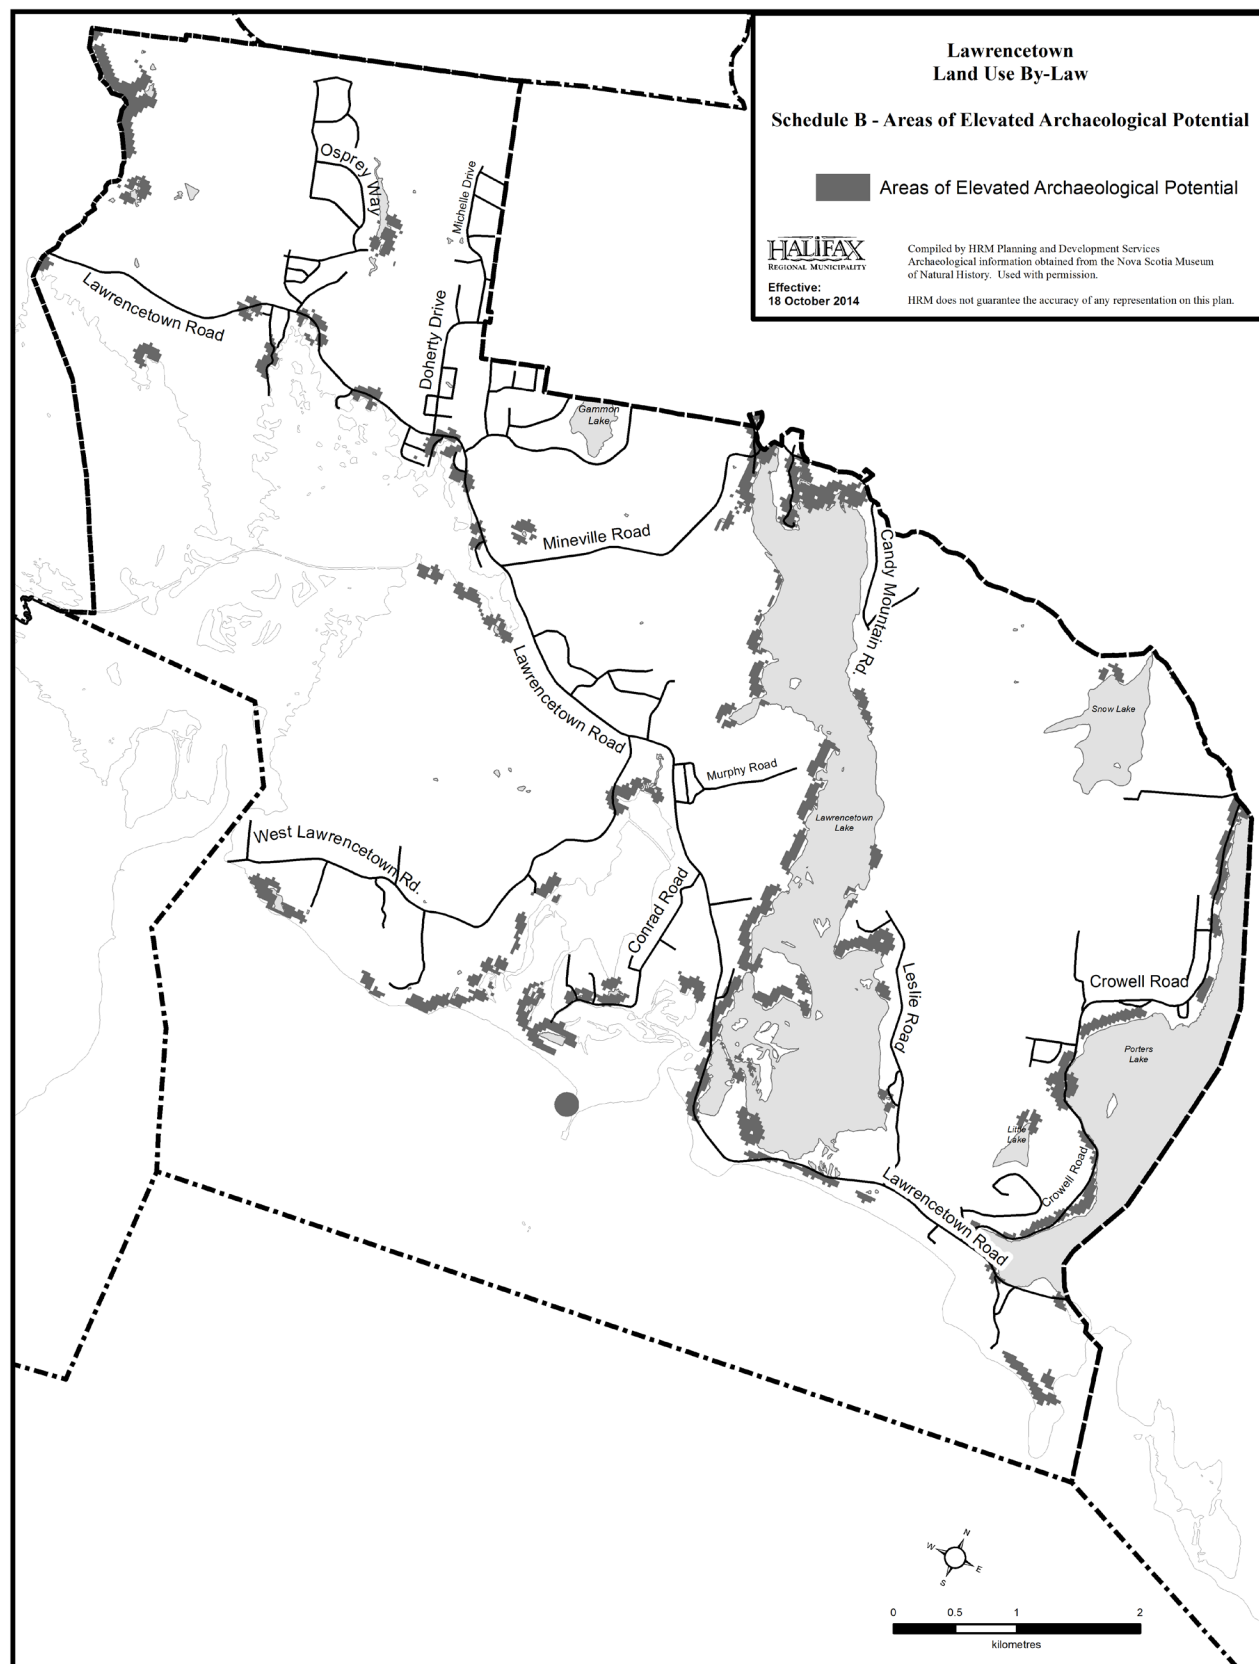 Lawrencetown
Land Use By-Law
Schedule B - Areas of Elevated Archaeological Potential
Areas of Elevated Archaeological Potential
HALIFAX
REGIONAL MUNICIPALITY
Effective:
18 October 2014
Compiled by HRM Planning and Development Services
Archaeological information obtained from the Nova Scotia Museum
of Natural History. Used with permission.
HRM does not guarantee the accuracy of any representation on this plan.
Osprey Way
Michelle Drive
Lawrencetown Road
Doherty Drive
Gammon
Lake
Mineville Road
Candy Mountain Rd.
Lawrencetown Road
Snow Lake
Murphy Road
Lawrencetown
Lake
West Lawrencetown Rd.
Conrad Road
Leslie Road
Crowell Road
Porters
Lake
Little
Lake
Crowell Road
Lawrencetown Road
N
W
E
S
0 0.5 1 2
kilometres